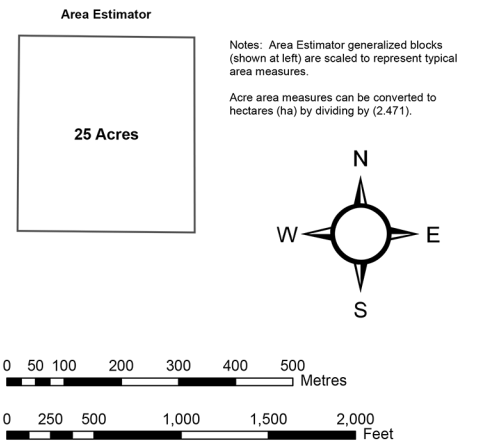 Area Estimator
25 Acres
Notes: Area Estimator generalized blocks
(shown at left) are scaled to represent typical
area measures.
Acre area measures can be converted to
hectares (ha) by dividing by (2.471).
N
W E
S
0 50 100 200 300 400 500
Metres
0 250 500 1,000 1,500 2,000
Feet